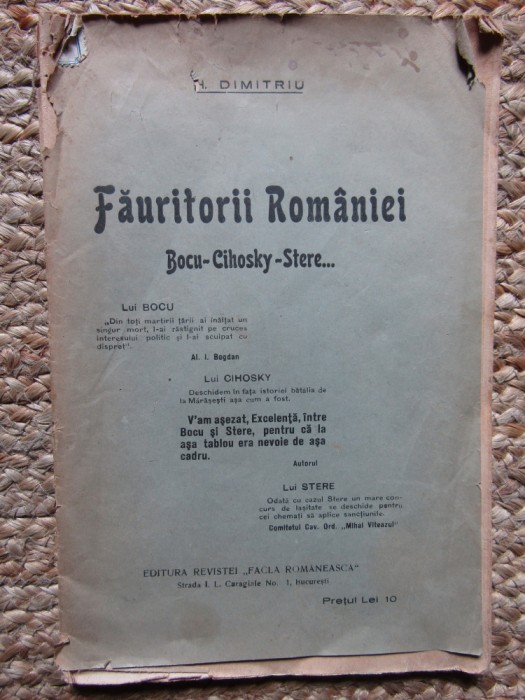 H. DIMITRIU
Făuritorii României
Bocu-Cihosky-Stere...
Lui BOCU
„Din toți martirii țării ai înălțat un
singur mort, l-ai răstignit pe crucea
interesului politic și l-ai scuipat cu
dispreț".
Al. I. Bogdan
Lui CIHOSKY
Deschidem în fața istoriei bătălia de
la Mărășești așa cum a fost.
V'am așezat, Excelență, între
Bocu și Stere, pentru că la
așa tablou era nevoie de așa
cadru.
Autorul
Lui STERE
Odată cu cazul Stere un mare con-
curs de lașitate se deschide pentru
cei chemați să aplice sancțiunile.
Comitetul Cav. Ord. „Mihai Viteazul"
EDITURA REVISTEI „FACLA ROMÂNEASCA"
Strada I. L. Caragiele No. 1, București
Prețul Lei 10